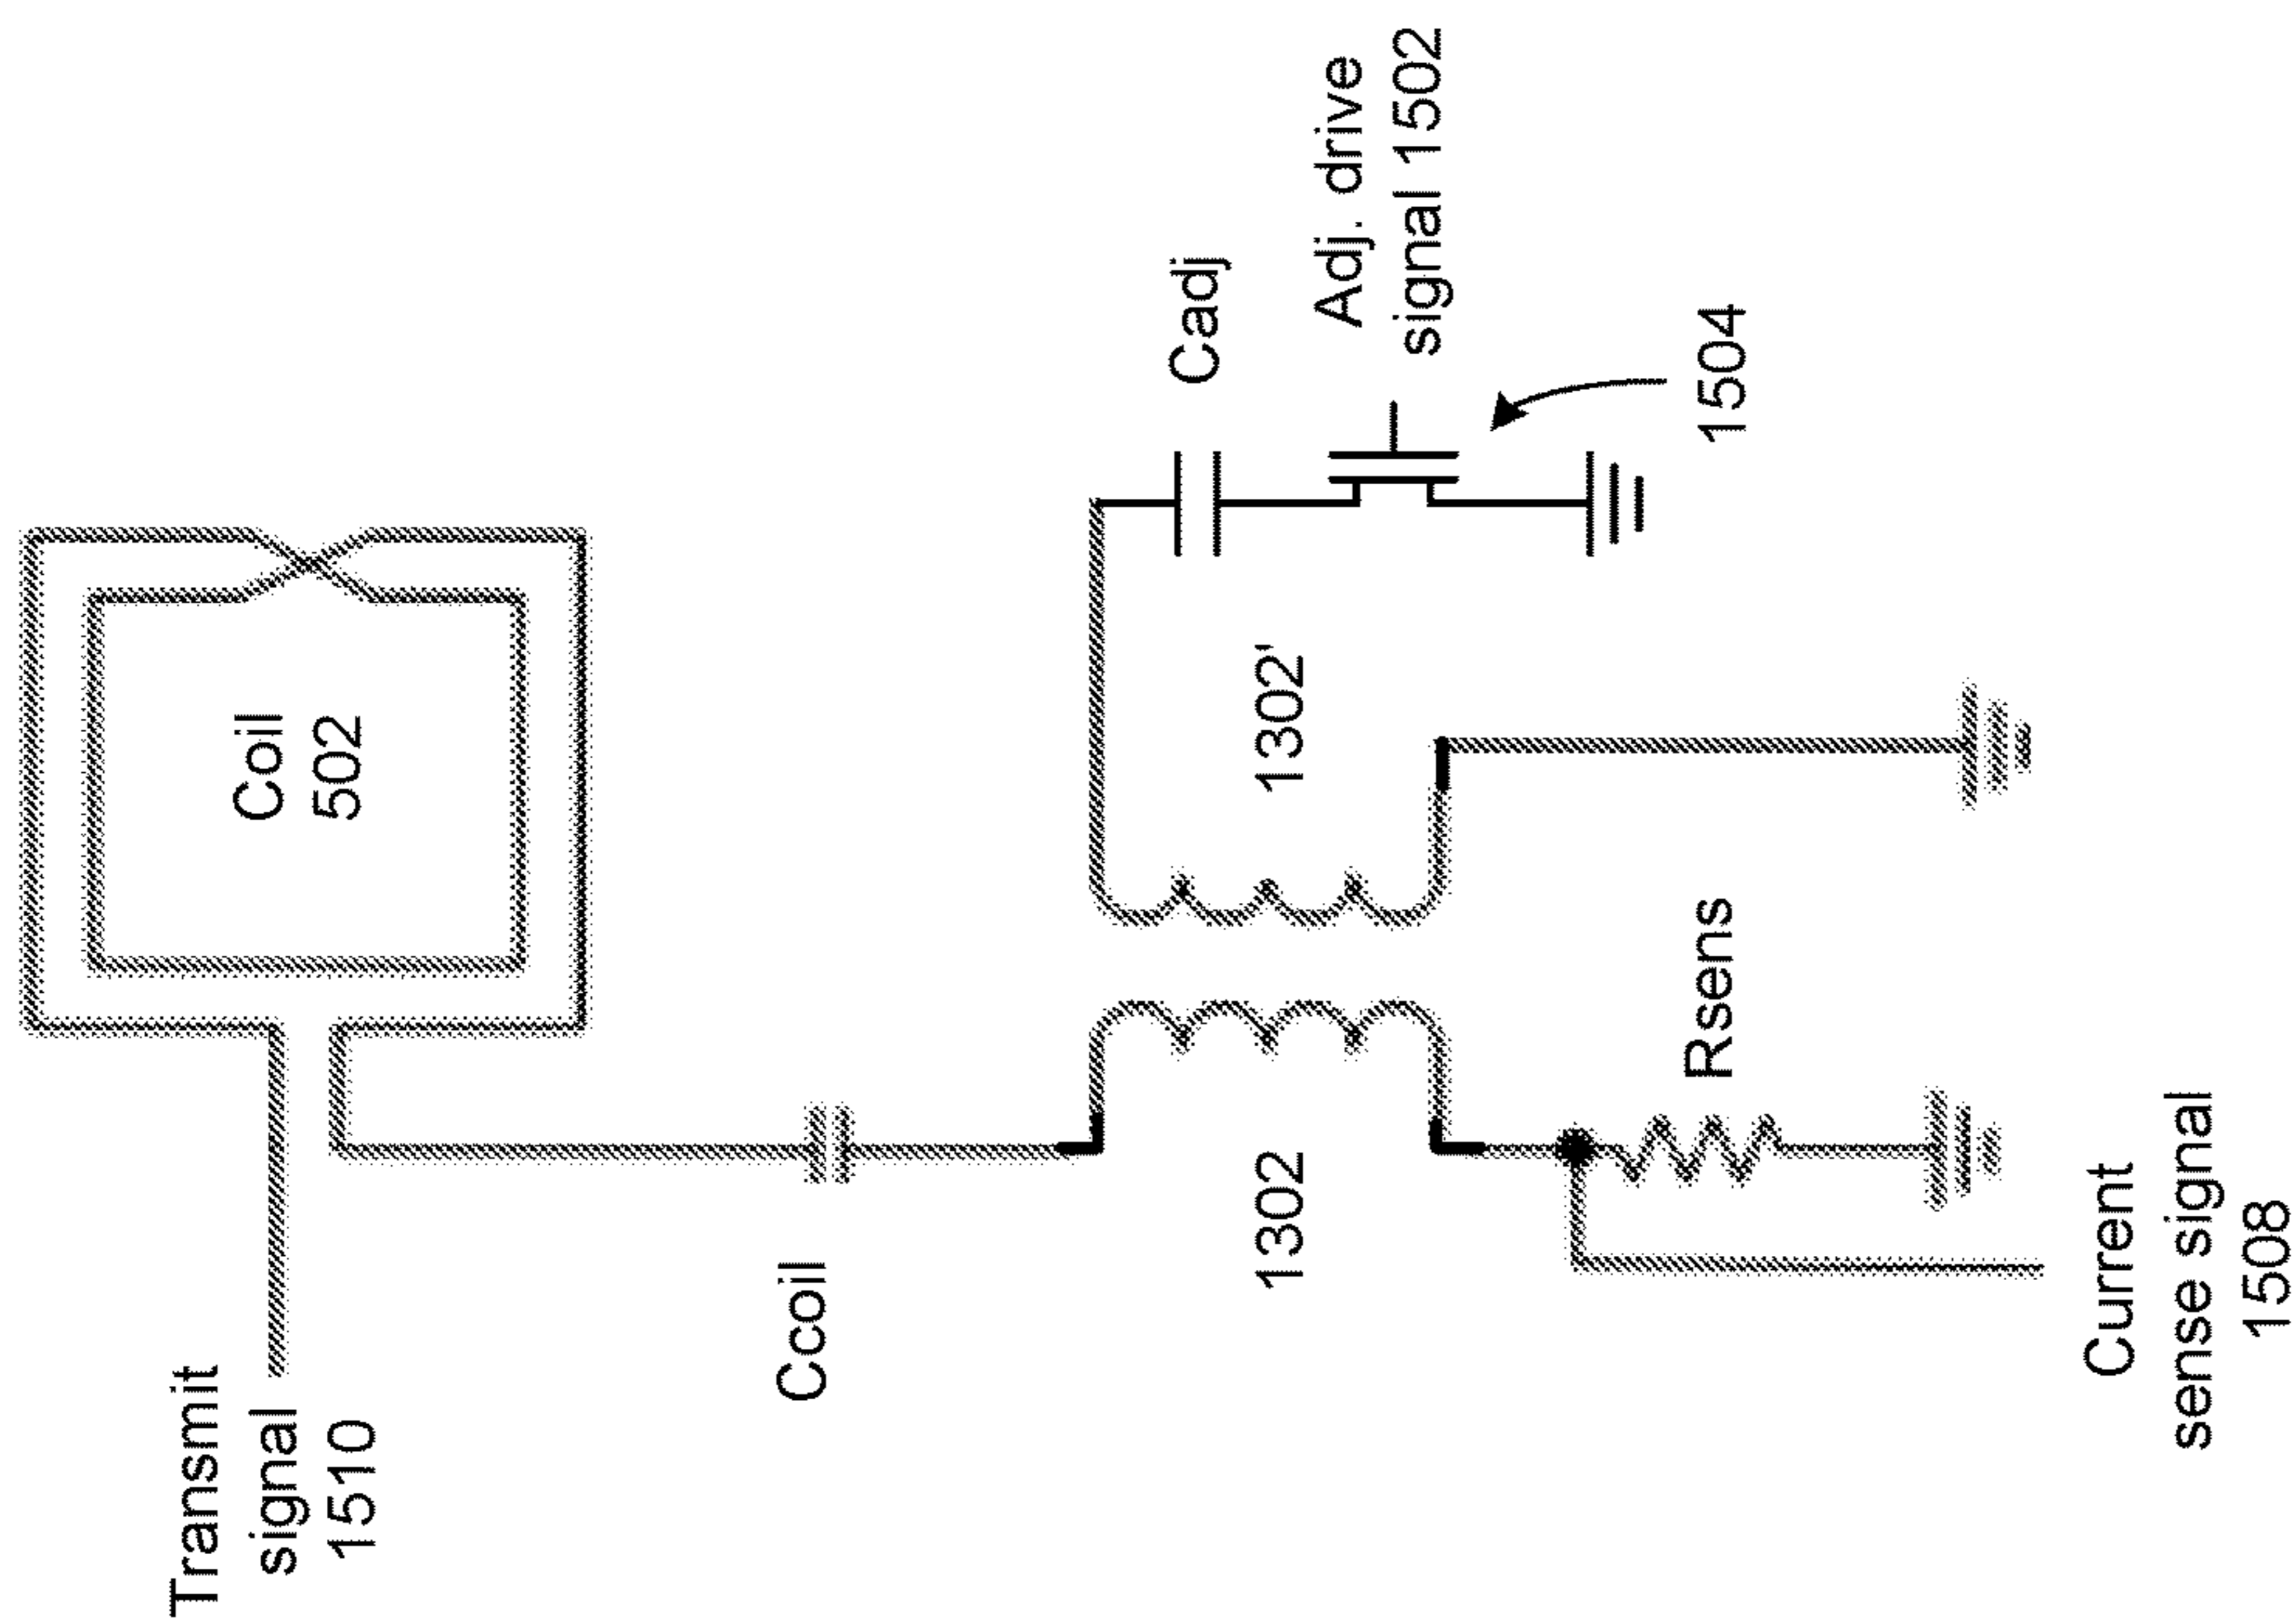 Transmit
signal
1510
Coil
502
Ccoil
1302
1302'
Cadj
Adj. drive
signal 1502
1504
Rsens
Current
sense signal
1508